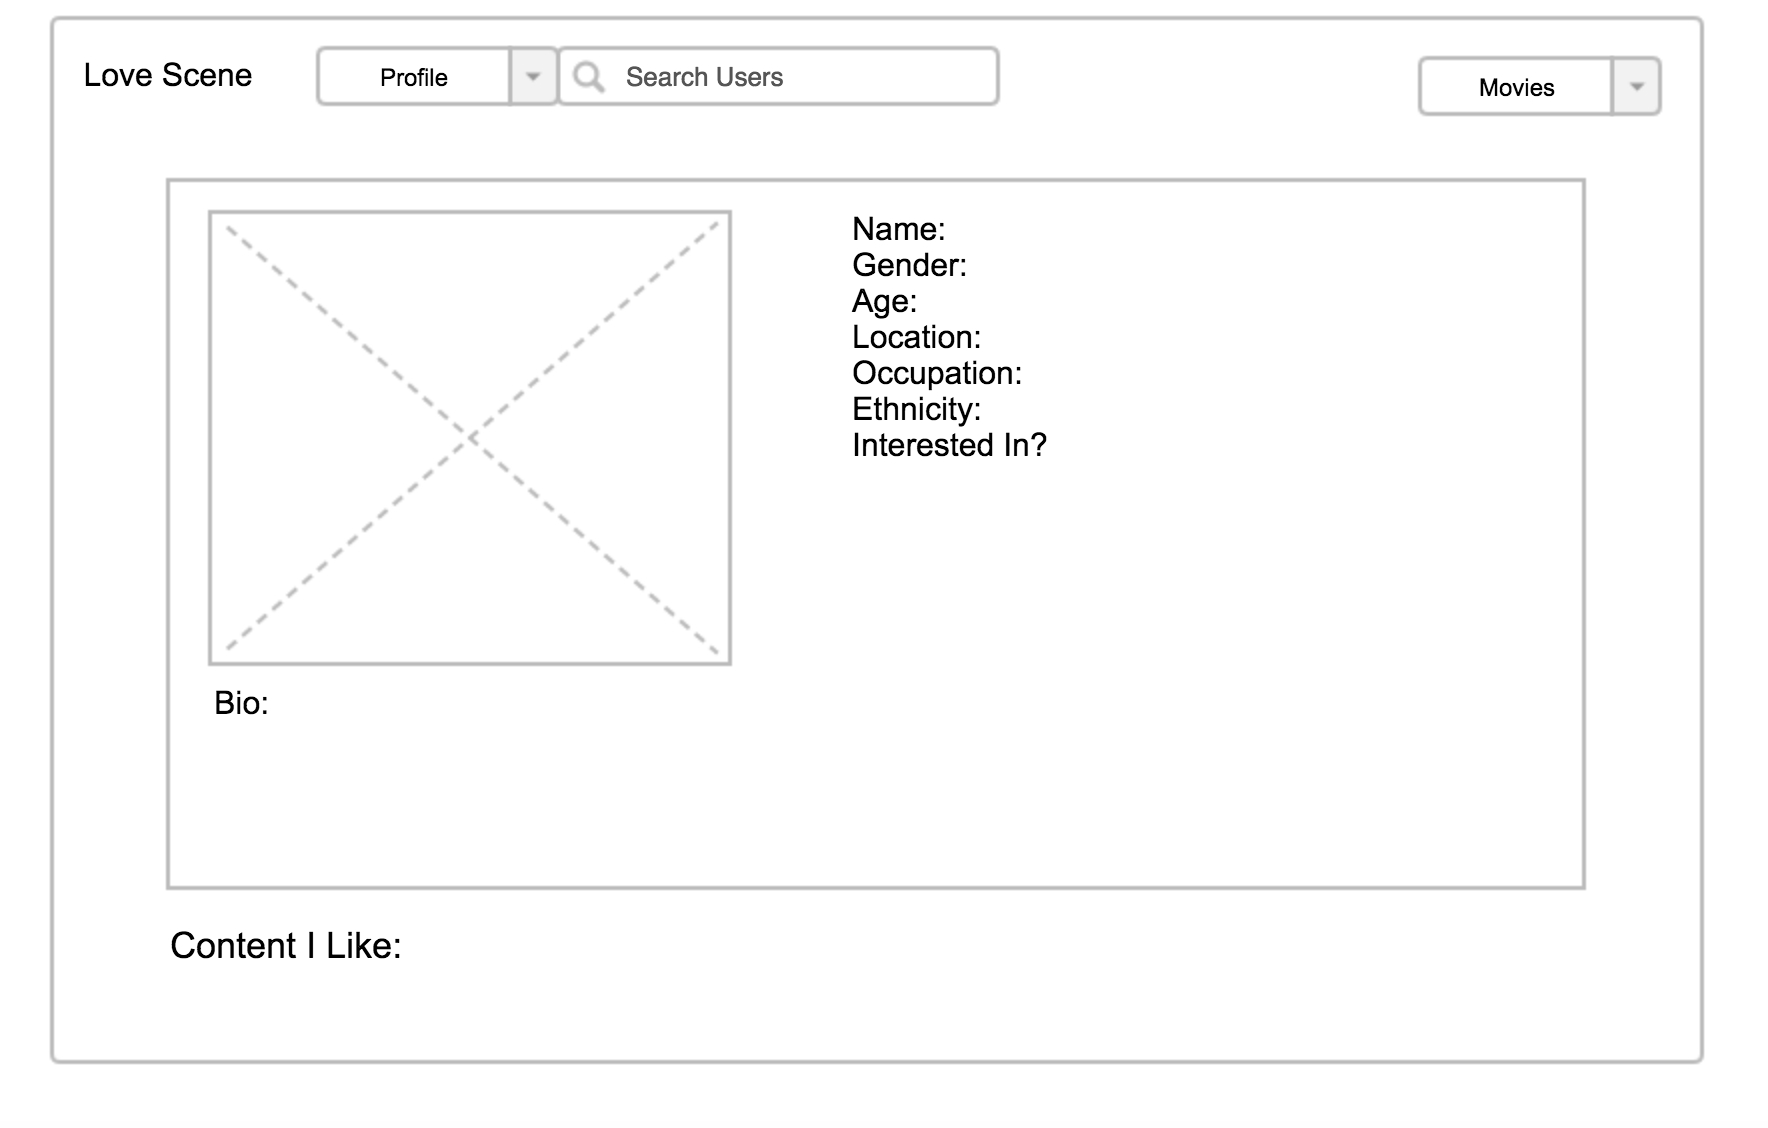 Love Scene
Profile
Search Users
Movies
Name:
Gender:
Age:
Location:
Occupation:
Ethnicity:
Interested In?
Bio:
Content I Like: